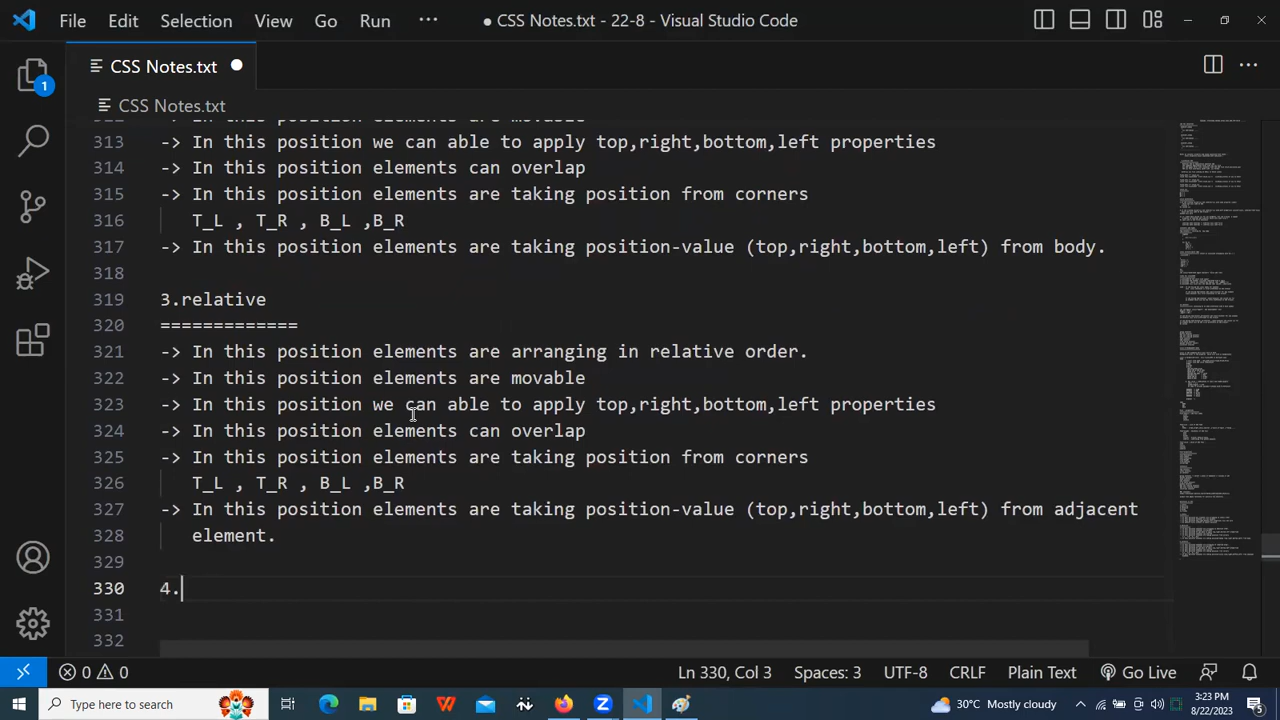 File Edit Selection View Go Run ··· ● CSS Notes.txt - 22-8 - Visual Studio Code
CSS Notes.txt ●
CSS Notes.txt
1
312 -> In this position elements are movable
313 -> In this position we can able to apply top,right,bottom,left properties
314 -> In this position elements can overlap
315 -> In this position elements are taking position from corners
316 T_L , T_R , B_L ,B_R
317 -> In this position elements are taking position-value (top,right,bottom,left) from body.
318
319 3.relative
320 =============
321 -> In this position elements are arranging in relative order.
322 -> In this position elements are movable
323 -> In this position we can able to apply top,right,bottom,left properties
324 -> In this position elements can overlap
325 -> In this position elements are taking position from corners
326 T_L , T_R , B_L ,B_R
327 -> In this position elements are taking position-value (top,right,bottom,left) from adjacent
328 element.
329
330 4.
331
332
0 0 Ln 330, Col 3 Spaces: 3 UTF-8 CRLF Plain Text Go Live
Type here to search 30°C Mostly cloudy 3:23 PM
8/22/2023 5